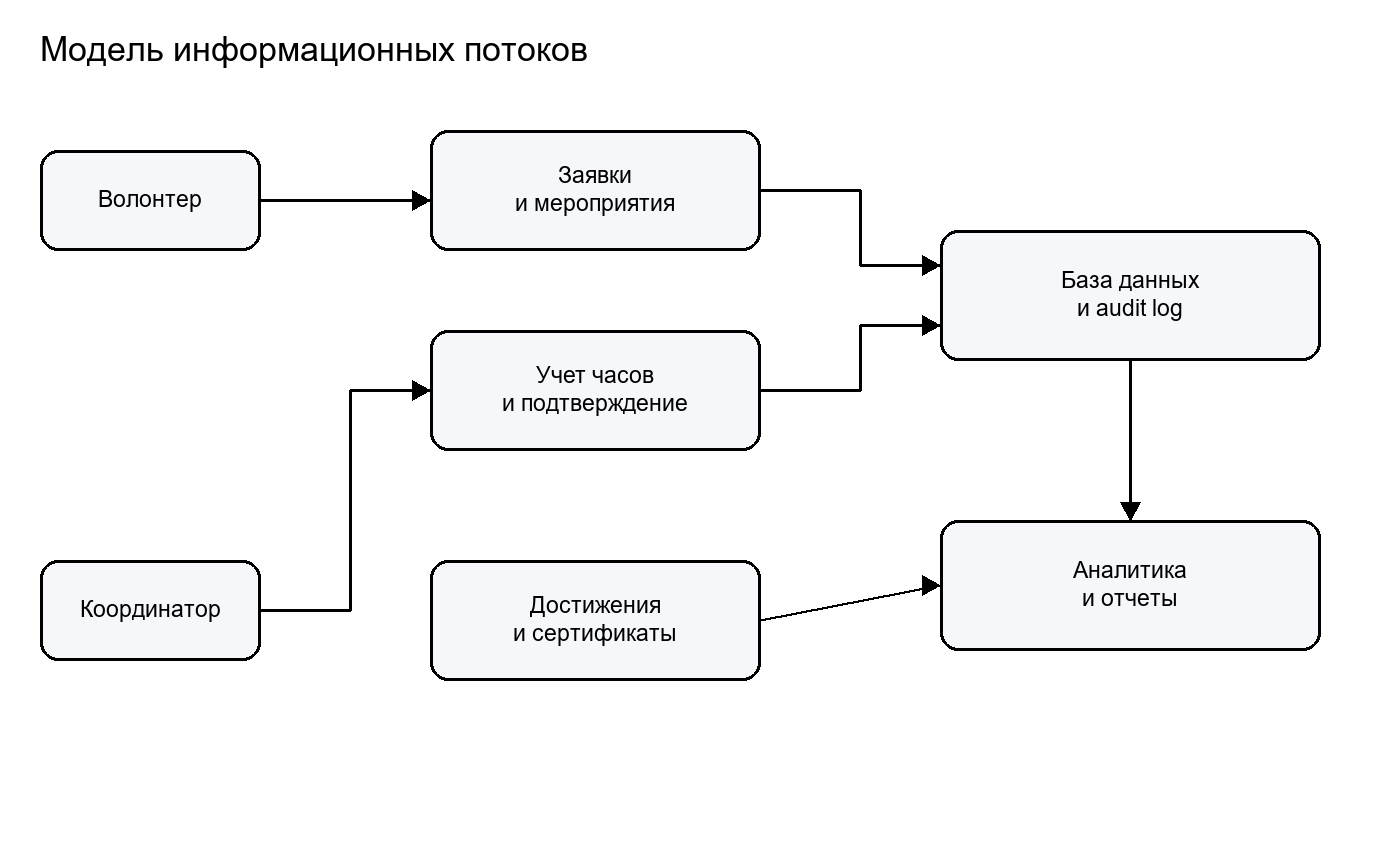 Модель информационных потоков
Волонтер
Заявки
и мероприятия
База данных
и audit log
Учет часов
и подтверждение
Координатор
Достижения
и сертификаты
Аналитика
и отчеты